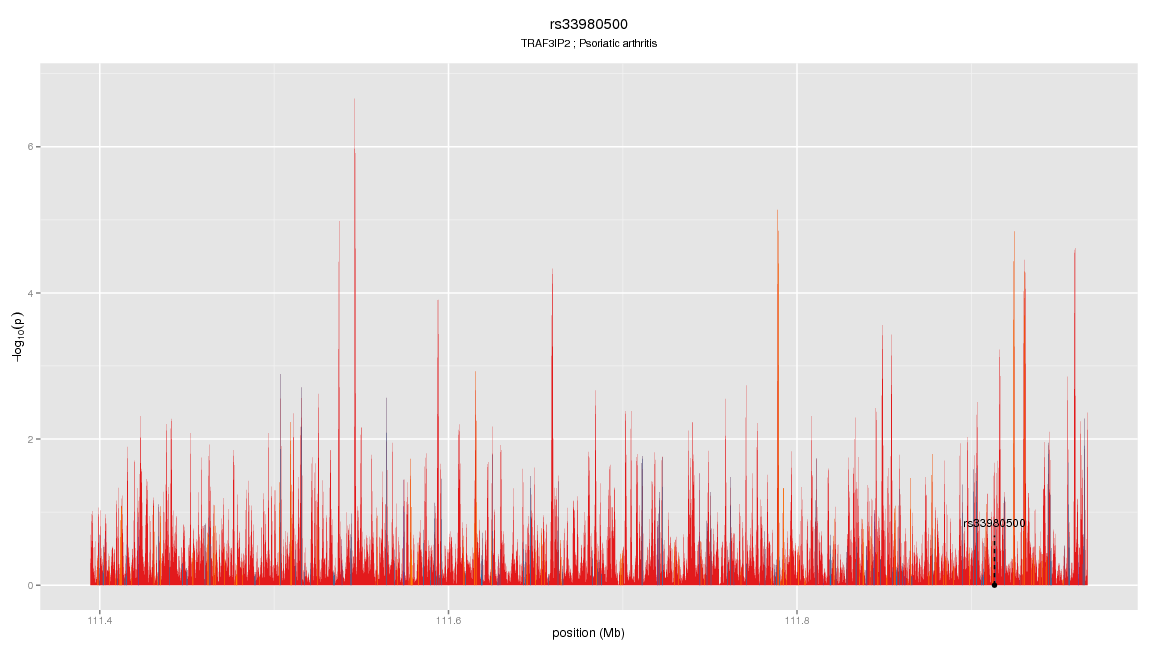 rs33980500
TRAF3IP2 ; Psoriatic arthritis
6
4
2
0
−log10(p)
rs33980500
111.4
111.6
111.8
position (Mb)